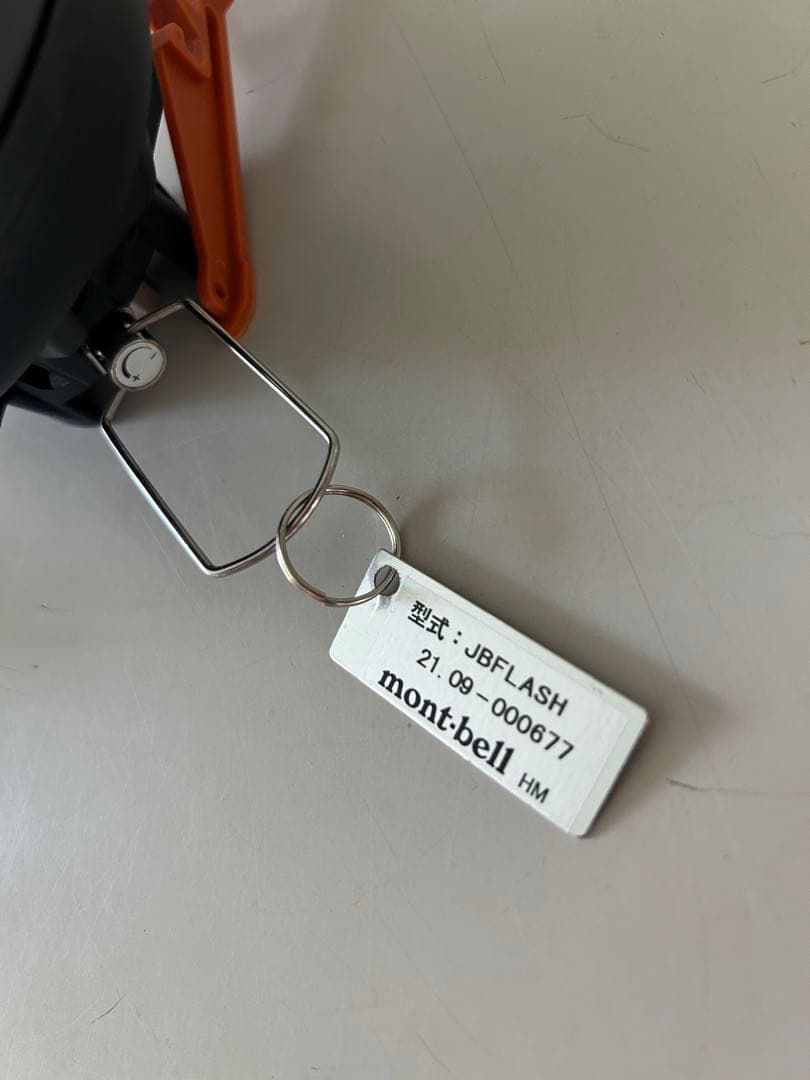 型式：JBFLASH
21.09-000677
mont-bell HM
- +